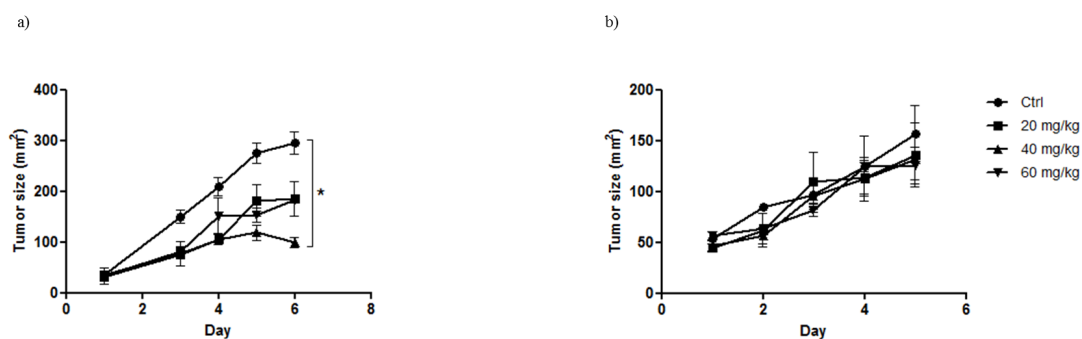 a)
b)
400
300
200
100
0
Tumor size (mm²)
0 2 4 6 8
Day
*
200
150
100
50
0
Tumor size (mm²)
0 2 4 6
Day
Ctrl
20 mg/kg
40 mg/kg
60 mg/kg